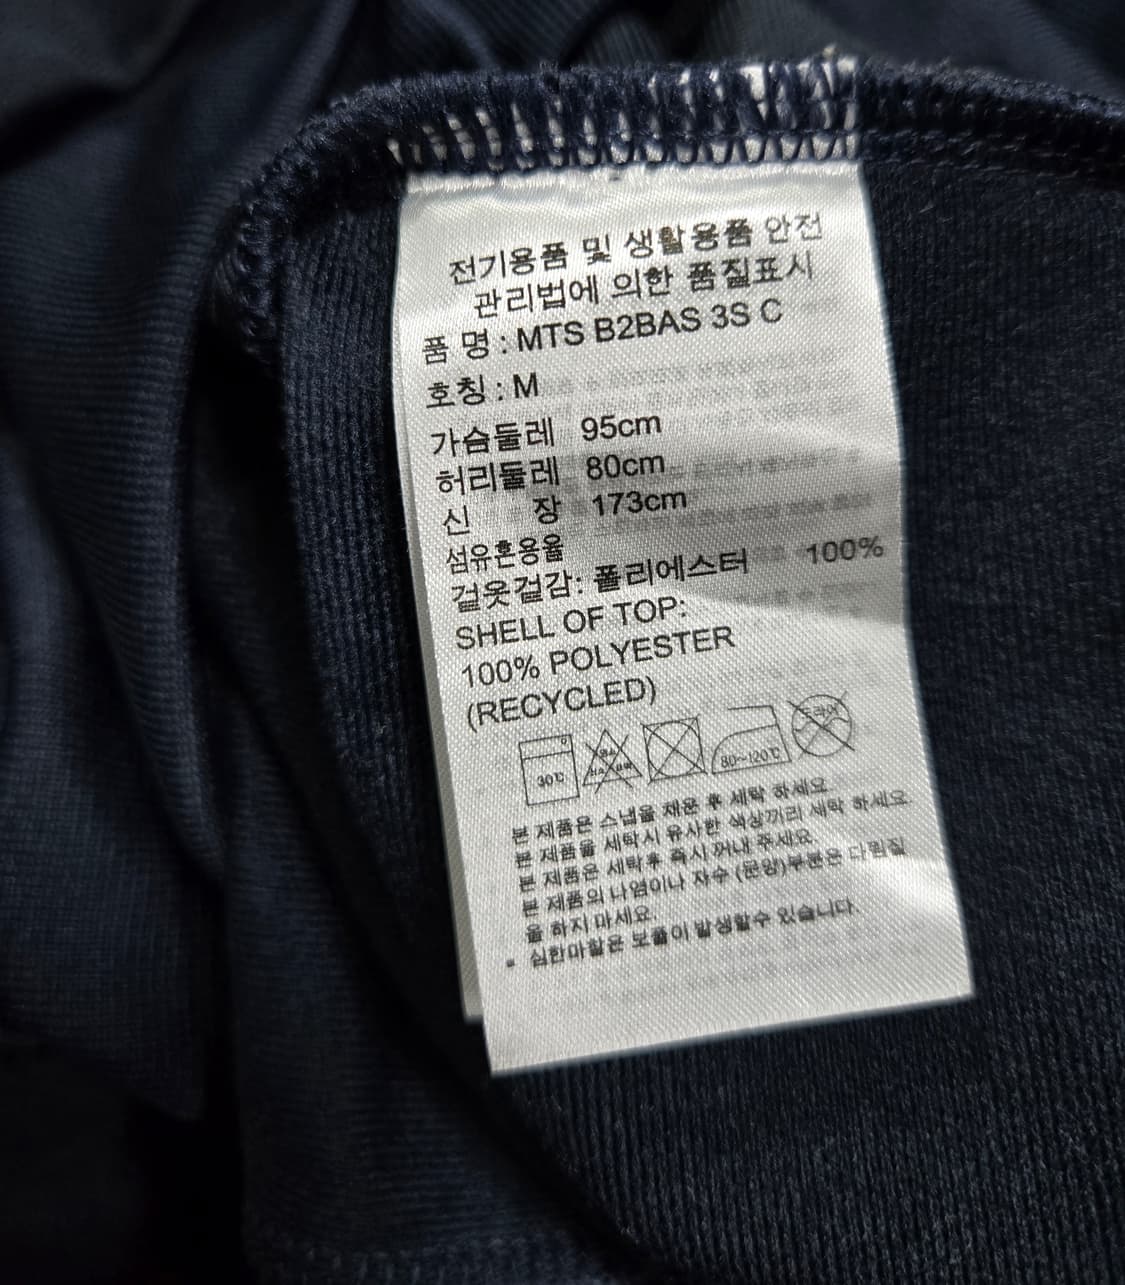 전기용품 및 생활용품 안전
관리법에 의한 품질표시
품 명 : MTS B2BAS 3S C
호칭 : M
가슴둘레 95cm
허리둘레 80cm
신 장 173cm
섬유혼용율
겉옷겉감: 폴리에스터 100%
SHELL OF TOP:
100% POLYESTER
(RECYCLED)
30℃
80~120℃
본 제품은 스냅을 채운 후 세탁 하세요.
본 제품을 세탁시 유사한 색상끼리 세탁 하세요.
본 제품은 세탁후 즉시 꺼내 주세요.
본 제품의 나염이나 자수 (문양)부분은 다림질
을 하지 마세요.
심한마찰은 보풀이 발생할수 있습니다.